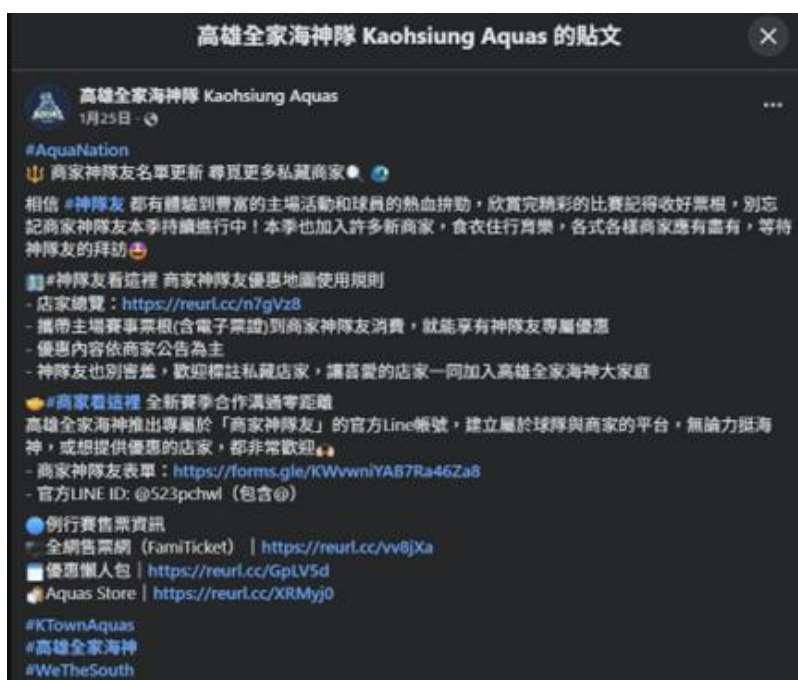 高雄全家海神隊 Kaohsiung Aquas 的貼文
高雄全家海神隊 Kaohsiung Aquas
1月25日
#AquaNation
商家神隊友名單更新 尋覓更多私藏商家
相信 #神隊友 都有體驗到豐富的主場活動和球員的熱血拚勁，欣賞完精彩的比賽記得收好票根，別忘
記商家神隊友本季持續進行中！本季也加入許多新商家，食衣住行育樂，各式各樣商家應有盡有，等待
神隊友的拜訪
#神隊友看這裡 商家神隊友優惠地圖使用規則
- 店家總覽：https://reurl.cc/n7gVz8
- 攜帶主場賽事票根(含電子票證)到商家神隊友消費，就能享有神隊友專屬優惠
- 優惠內容依商家公告為主
- 神隊友也別害羞，歡迎標註私藏店家，讓喜愛的店家一同加入高雄全家海神大家庭
#商家看這裡 全新賽季合作溝通零距離
高雄全家海神推出專屬於「商家神隊友」的官方Line帳號，建立屬於球隊與商家的平台，無論力挺海
神，或想提供優惠的店家，都非常歡迎
- 商家神隊友表單：https://forms.gle/KWvwniYAB7Ra46Za8
- 官方LINE ID: @523pchwl（包含@）
例行賽售票資訊
全網售票網（FamiTicket）｜https://reurl.cc/vv8jXa
優惠懶人包｜https://reurl.cc/GpLV5d
Aquas Store｜https://reurl.cc/XRMyj0
#KTownAquas
#高雄全家海神
#WeTheSouth